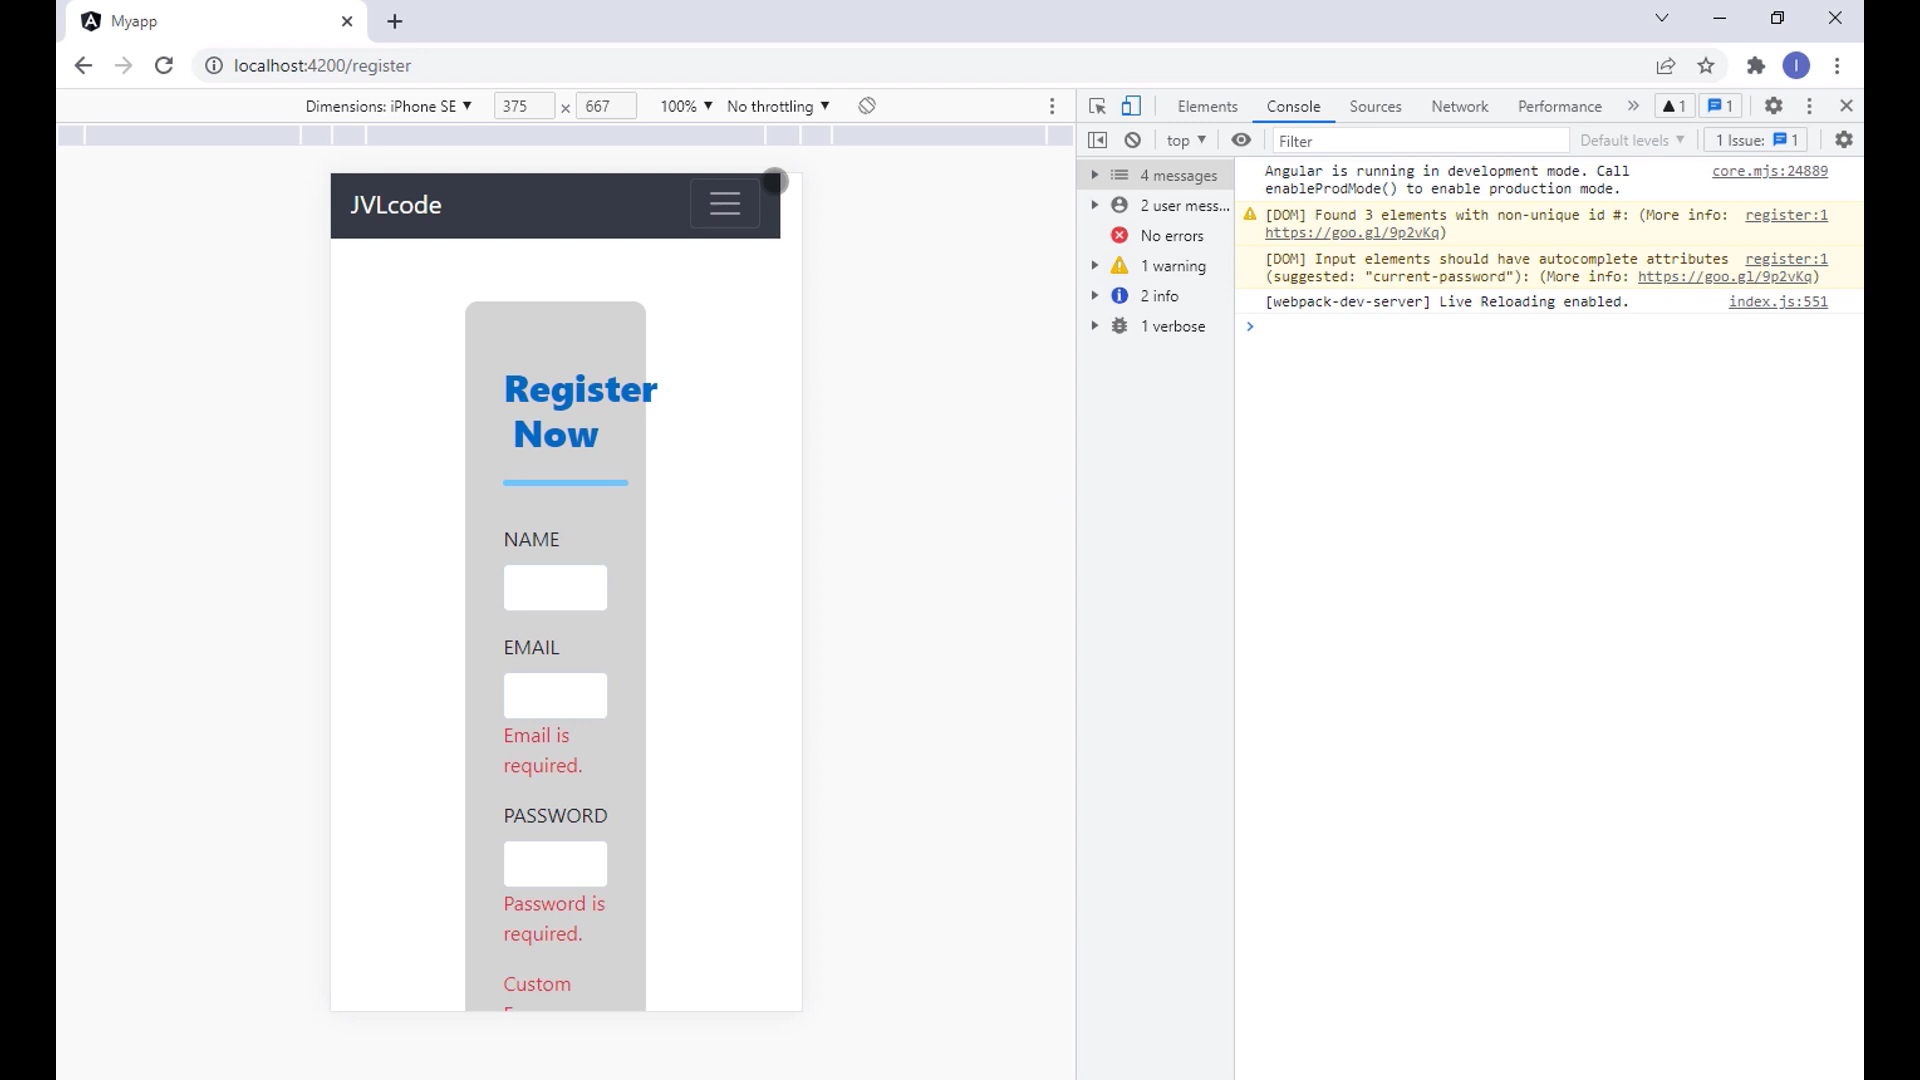 Myapp
localhost:4200/register
I
Dimensions: iPhone SE
375
x
667
100%
No throttling
Elements
Console
Sources
Network
Performance
1
1
top
Filter
Default levels
1 Issue:
1
JVLcode
Register
Now
NAME
EMAIL
Email is
required.
PASSWORD
Password is
required.
Custom
4 messages
2 user mess...
No errors
1 warning
2 info
1 verbose
Angular is running in development mode. Call core.mjs:24889
enableProdMode() to enable production mode.
[DOM] Found 3 elements with non-unique id #: (More info: register:1
https://goo.gl/9p2vKq)
[DOM] Input elements should have autocomplete attributes register:1
(suggested: "current-password"): (More info: https://goo.gl/9p2vKq)
[webpack-dev-server] Live Reloading enabled. index.js:551